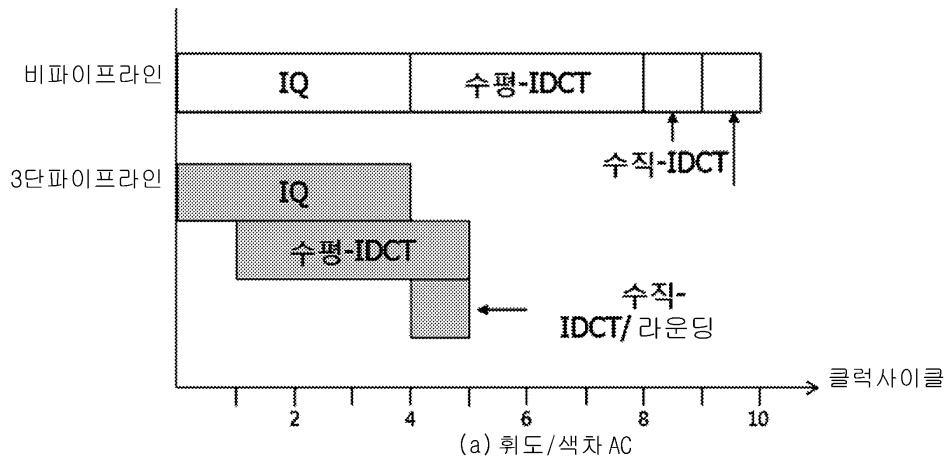 비파이프라인
IQ
수평-IDCT
수직-IDCT
3단파이프라인
IQ
수평-IDCT
수직-
IDCT/ 라운딩
클럭사이클
2
4
6
8
10
(a) 휘도/색차 AC